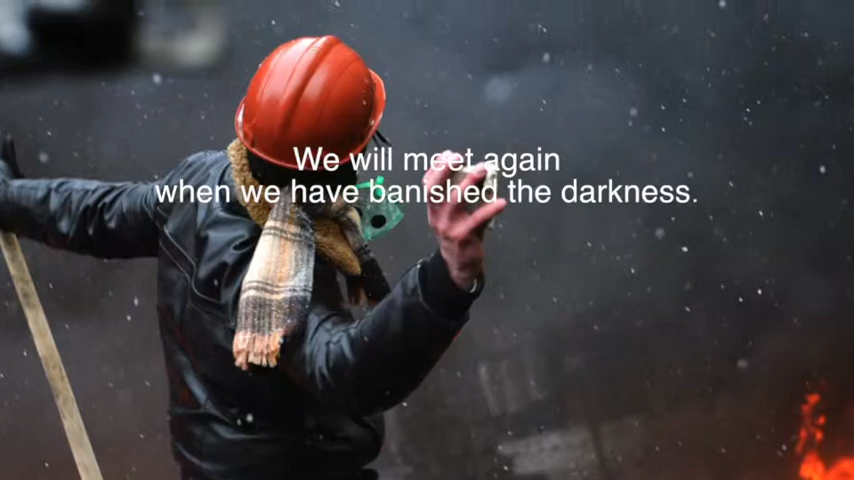 We will meet again
when we have banished the darkness.